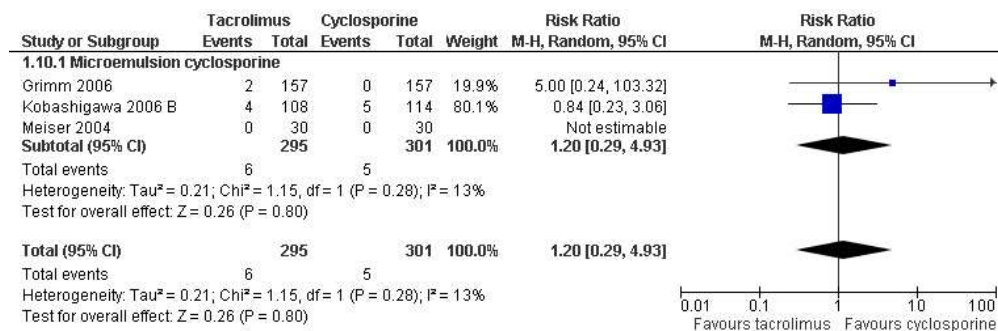 Tacrolimus Cyclosporine Risk Ratio Risk Ratio
Study or Subgroup Events Total Events Total Weight M-H, Random, 95% CI M-H, Random, 95% CI
1.10.1 Microemulsion cyclosporine
Grimm 2006 2 157 0 157 19.9% 5.00 [0.24, 103.32]
Kobashigawa 2006 B 4 108 5 114 80.1% 0.84 [0.23, 3.06]
Meiser 2004 0 30 0 30 Not estimable
Subtotal (95% CI) 295 301 100.0% 1.20 [0.29, 4.93]
Total events 6 5
Heterogeneity: Tau² = 0.21; Chi² = 1.15, df = 1 (P = 0.28); I² = 13%
Test for overall effect: Z = 0.26 (P = 0.80)
Total (95% CI) 295 301 100.0% 1.20 [0.29, 4.93]
Total events 6 5
Heterogeneity: Tau² = 0.21; Chi² = 1.15, df = 1 (P = 0.28); I² = 13%
Test for overall effect: Z = 0.26 (P = 0.80)
0.01 0.1 1 10 100
Favours tacrolimus Favours cyclosporine